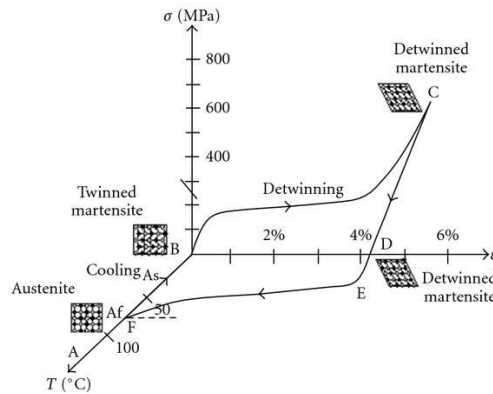 σ (MPa)
Detwinned
martensite
800
C
600
400
Twinned
martensite
Detwinning
B
2%
4%
D
6%
ε
Cooling
As
Detwinned
martensite
E
Austenite
Af
50
F
A
100
T (°C)